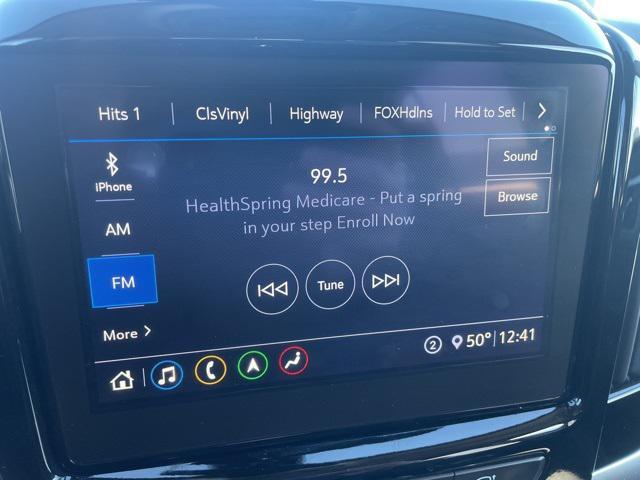 Hits 1 ClsVinyl Highway FOXHdlns Hold to Set
iPhone
AM
FM
More
99.5
HealthSpring Medicare - Put a spring
in your step Enroll Now
Tune
Sound
Browse
2 50° 12:41